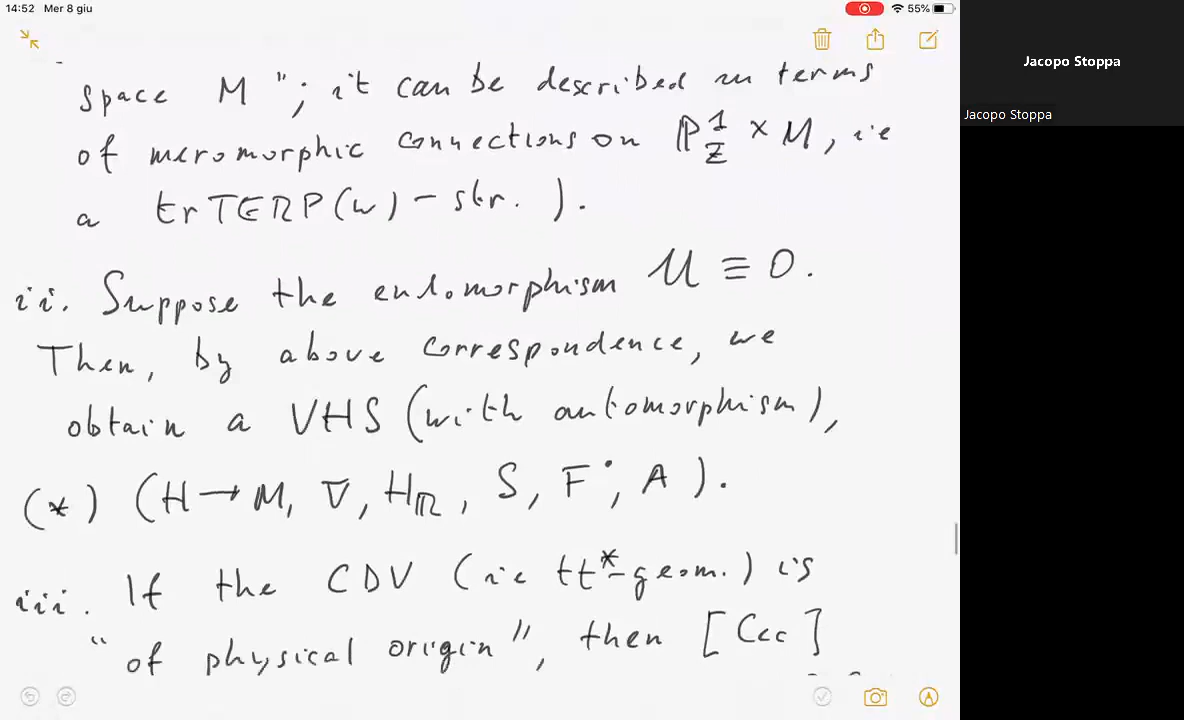 14:52 Mer 8 giu
55%
Jacopo Stoppa
Jacopo Stoppa
space M "; it can be described in terms
of meromorphic connections on ℙ¹_z × M, ie
a trTERP(w) - str. ).
ii. Suppose the endomorphism U ≡ 0.
Then, by above correspondence, we
obtain a VHS (with automorphism),
(*) (H → M, ∇, H_ℝ, S, F^•, A ).
iii. If the CDV (ie tt*-geom.) is
"of physical origin", then [Cec]